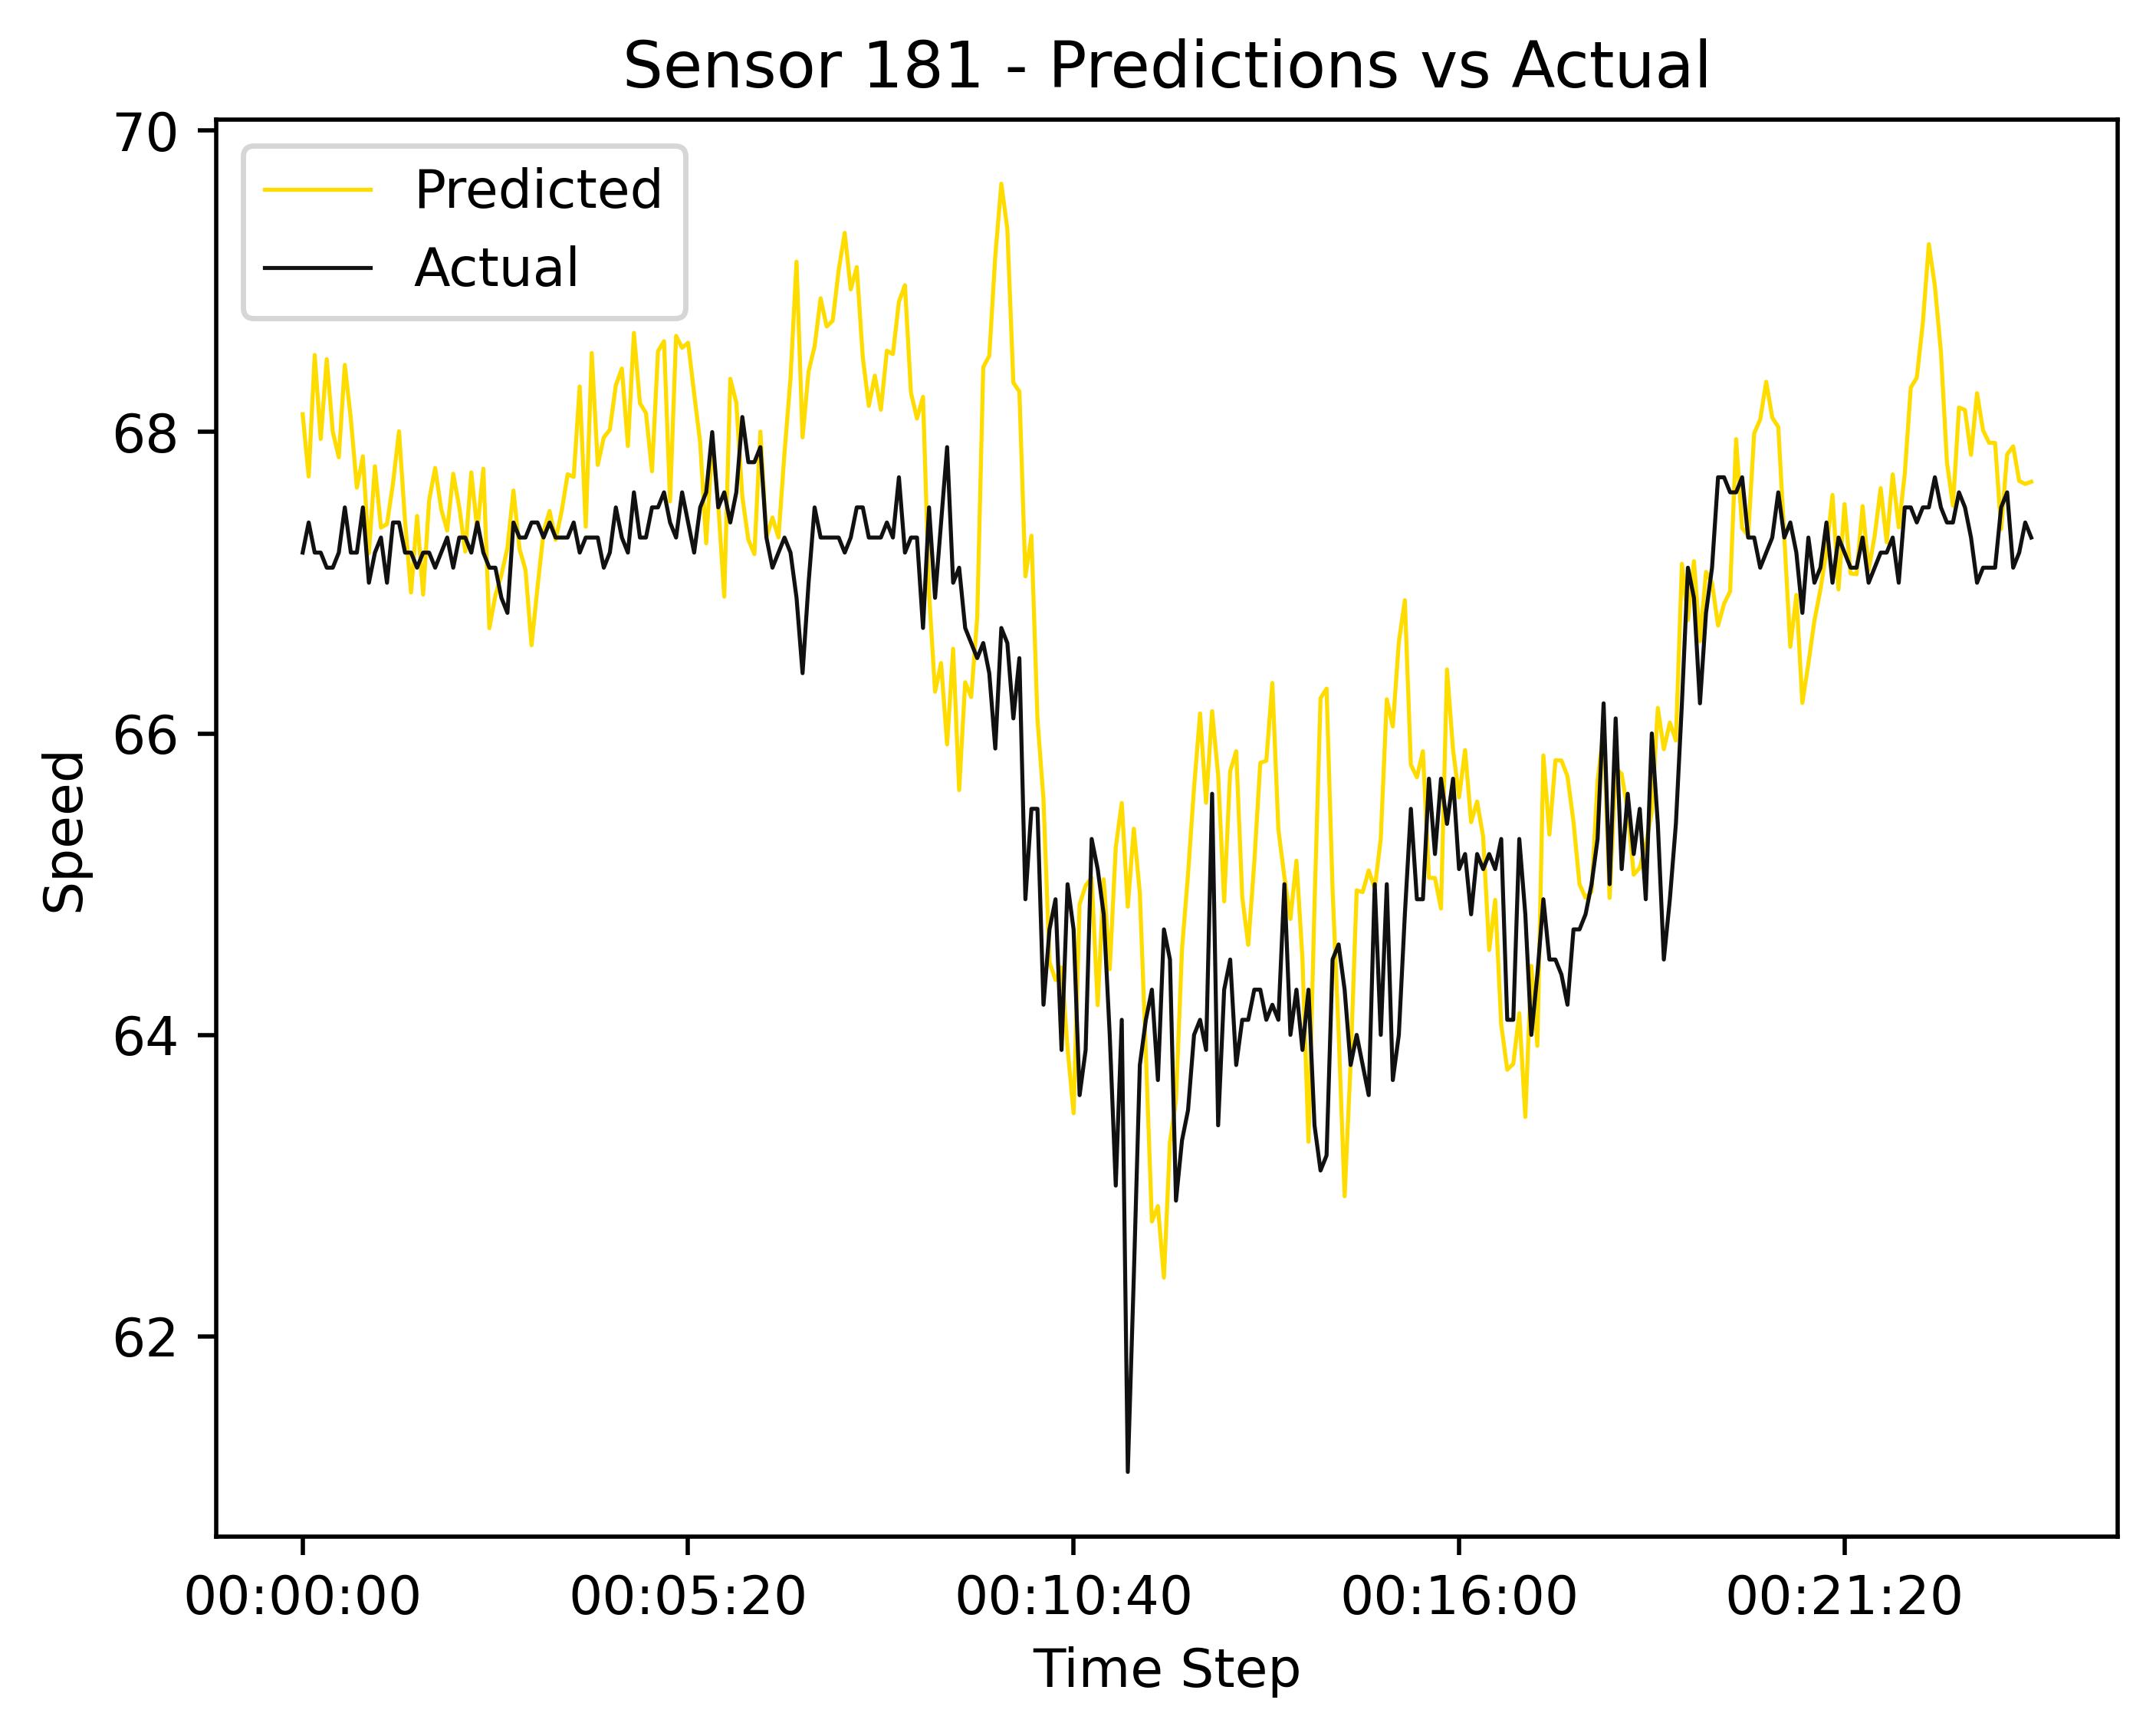 Sensor 181 - Predictions vs Actual
70
68
66
64
62
Speed
Predicted
Actual
00:00:00 00:05:20 00:10:40 00:16:00 00:21:20
Time Step